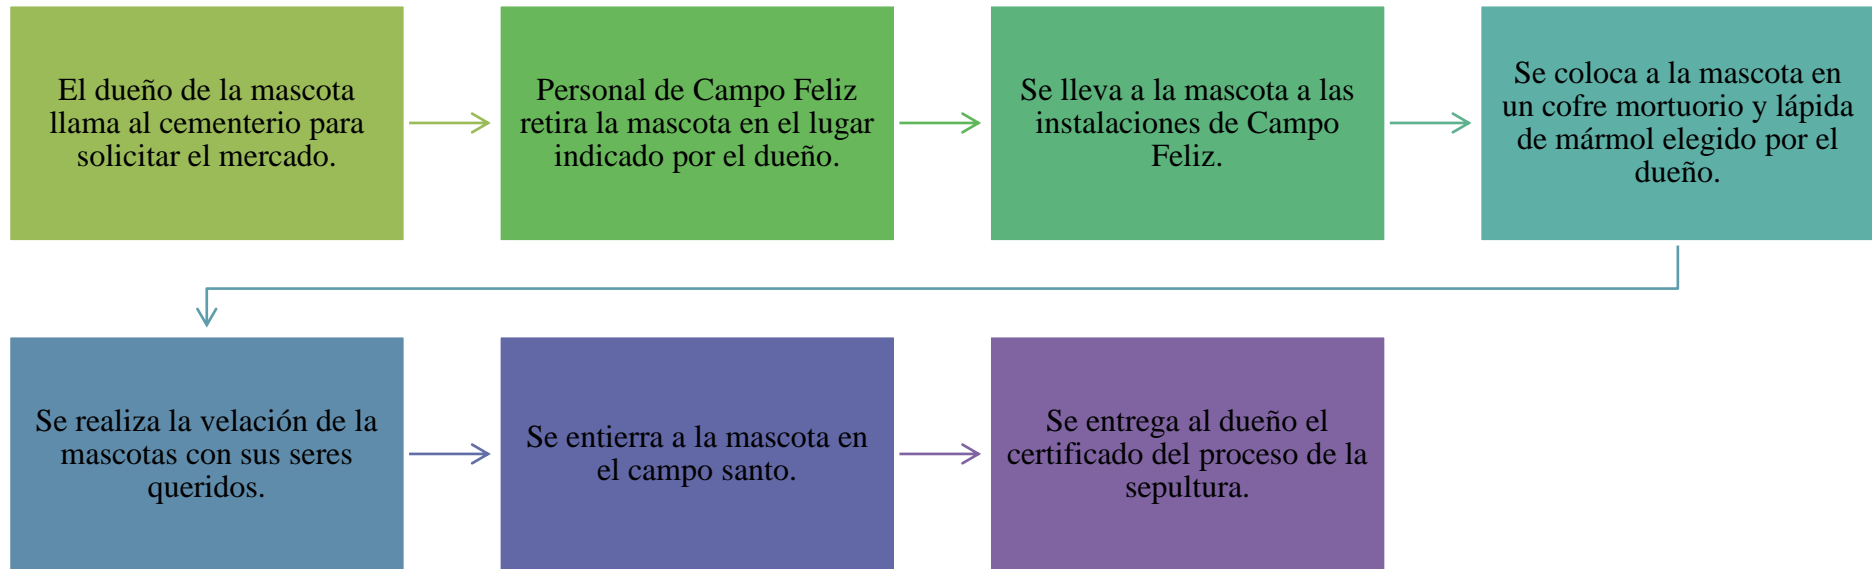 El dueño de la mascota
llama al cementerio para
solicitar el mercado.
Personal de Campo Feliz
retira la mascota en el lugar
indicado por el dueño.
Se lleva a la mascota a las
instalaciones de Campo
Feliz.
Se coloca a la mascota en
un cofre mortuorio y lápida
de mármol elegido por el
dueño.
Se realiza la velación de la
mascotas con sus seres
queridos.
Se entierra a la mascota en
el campo santo.
Se entrega al dueño el
certificado del proceso de la
sepultura.